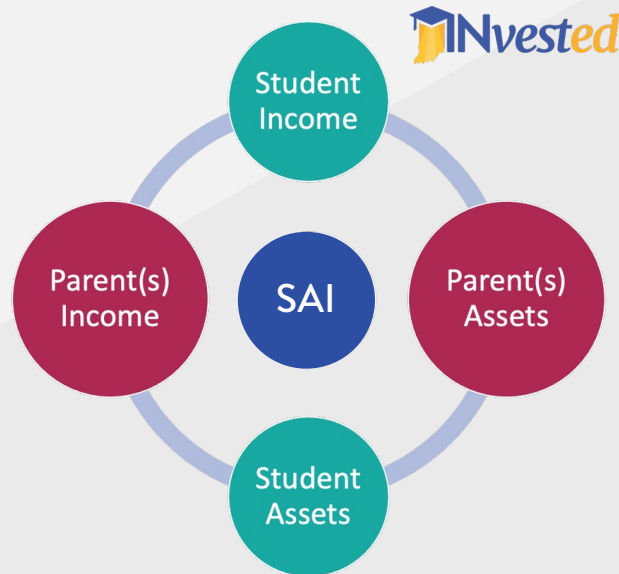 INvested
Student
Income
Parent(s)
Income
SAI
Parent(s)
Assets
Student
Assets